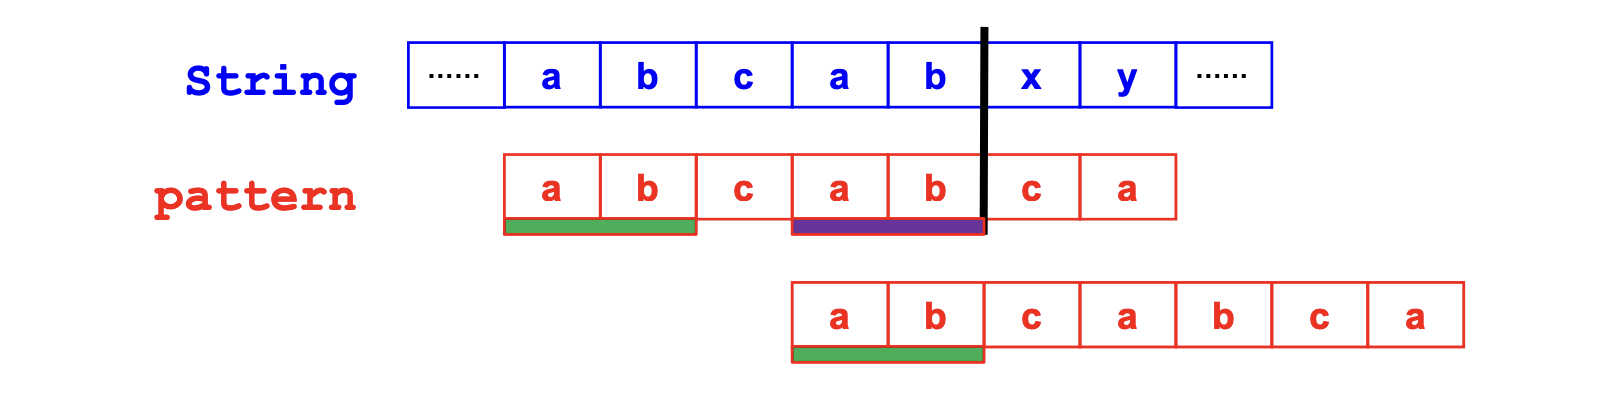 String ...... a b c a b x y ......
pattern a b c a b c a
a b c a b c a